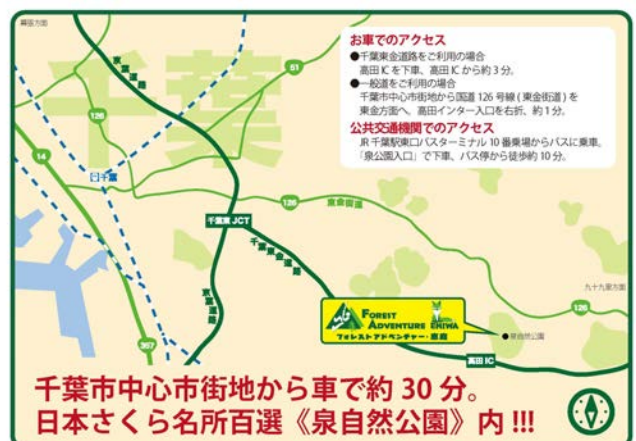 幕張方面
お車でのアクセス
●千葉東金道路をご利用の場合
高田ICを下車、高田ICから約3分。
●一般道をご利用の場合
千葉市中心市街地から国道126号線(東金街道)を
東金方面へ、高田インター入口を右折、約1分。
公共交通機関でのアクセス
JR千葉駅東口バスターミナル10番乗場からバスに乗車。
「泉公園入口」で下車、バス停から徒歩約10分。
千葉
京葉道路
51
126
14
千葉
126
東金街道
千葉東JCT
千葉東金道路
京葉道路
九十九里方面
126
FOREST
ADVENTURE ENIWA
フォレストアドベンチャー・恵庭
泉自然公園
357
高田IC
千葉市中心市街地から車で約30分。
日本さくら名所百選《泉自然公園》内!!!